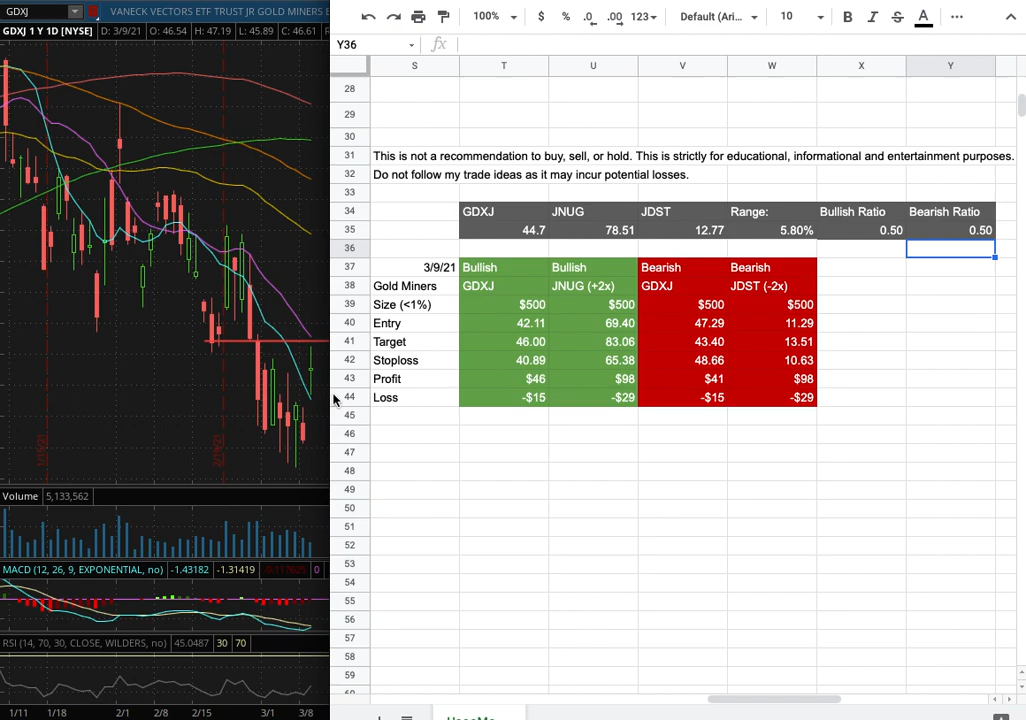 GDXJ
VANECK VECTORS ETF TRUST JR GOLD MINERS E
GDXJ 1 Y 1D [NYSE] D: 3/9/21 O: 46.54 H: 47.19 L: 45.89 C: 46.61
1/15/21
2/19/21
Volume 5,133,562
MACD (12, 26, 9, EXPONENTIAL, no) -1.43182 -1.31419 0
RSI (14, 70, 30, CLOSE, WILDERS, no) 45.0487 30 70
1/11 1/18 2/1 2/8 2/15 3/1 3/8
100% $ % .0 .00 123 Default (Ari... 10 B I S A
Y36 fx
S T U V W X Y
28
29
30
31 This is not a recommendation to buy, sell, or hold. This is strictly for educational, informational and entertainment purposes.
32 Do not follow my trade ideas as it may incur potential losses.
33
34 GDXJ JNUG JDST Range: Bullish Ratio Bearish Ratio
35 44.7 78.51 12.77 5.80% 0.50 0.50
36
37 3/9/21 Bullish Bullish Bearish Bearish
38 Gold Miners GDXJ JNUG (+2x) GDXJ JDST (-2x)
39 Size (<1%) $500 $500 $500 $500
40 Entry 42.11 69.40 47.29 11.29
41 Target 46.00 83.06 43.40 13.51
42 Stoploss 40.89 65.38 48.66 10.63
43 Profit $46 $98 $41 $98
44 Loss -$15 -$29 -$15 -$29
45
46
47
48
49
50
51
52
53
54
55
56
57
58
59